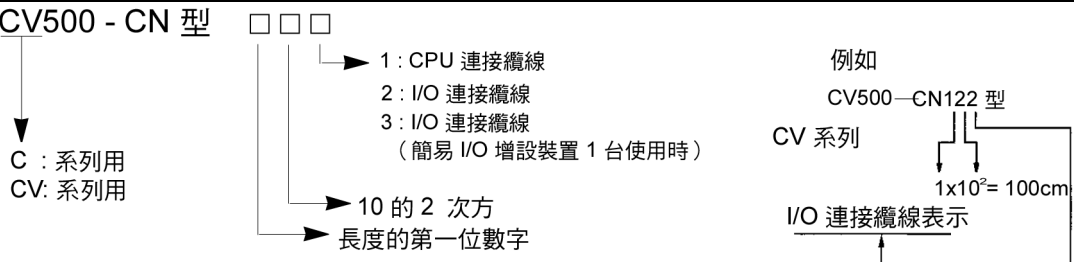 CV500 - CN 型 □ □ □
1 : CPU 連接纜線
2 : I/O 連接纜線
3 : I/O 連接纜線
（簡易 I/O 增設裝置 1 台使用時）
C : 系列用
CV: 系列用
10 的 2 次方
長度的第一位數字
例如
CV500—CN122 型
CV 系列
1x10²= 100cm
I/O 連接纜線表示